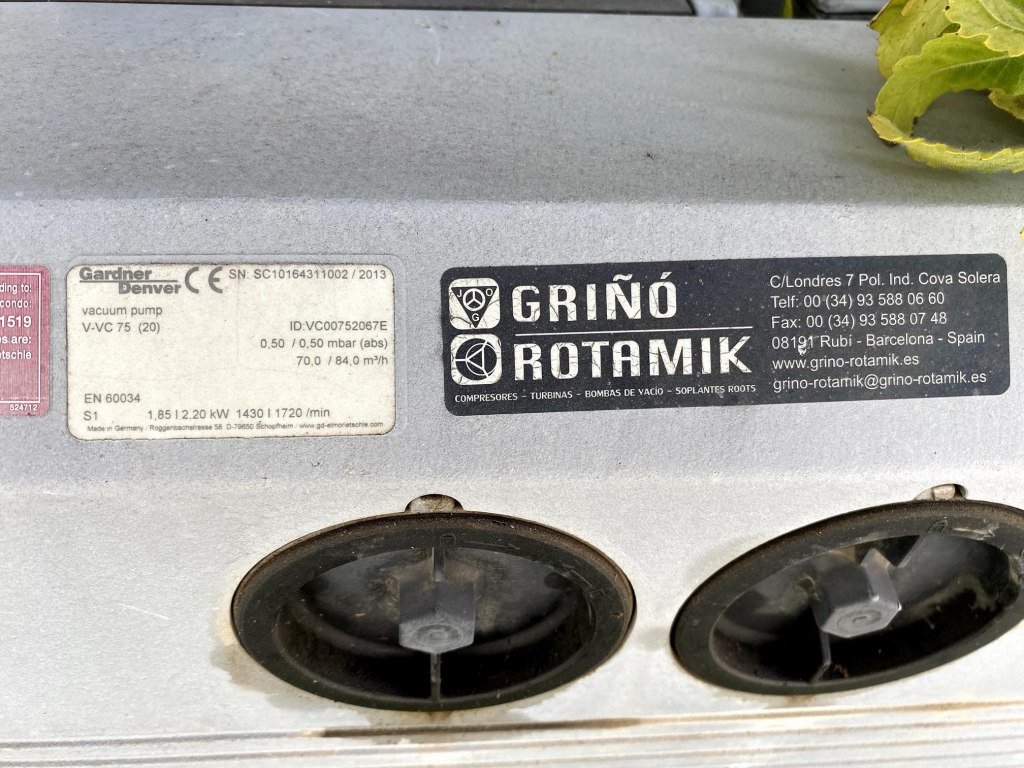 ding to:
condo:
1519
s are:
etschle
524712
Gardner
Denver CE SN: SC10164311002 / 2013
vacuum pump
V-VC 75 (20) ID:VC00752067E
0,50 / 0,50 mbar (abs)
70,0 / 84,0 m³/h
EN 60034
S1 1,85 I 2,20 kW 1430 I 1720 /min
Made in Germany / Roggenbachstrasse 58 D-79650 Schopfheim / www.gd-elmorietschle.com
J O G
GRIÑÓ
ROTAMIK
COMPRESORES - TURBINAS - BOMBAS DE VACÍO - SOPLANTES ROOTS
C/Londres 7 Pol. Ind. Cova Solera
Telf: 00 (34) 93 588 06 60
Fax: 00 (34) 93 588 07 48
08191 Rubí - Barcelona - Spain
www.grino-rotamik.es
grino-rotamik@grino-rotamik.es